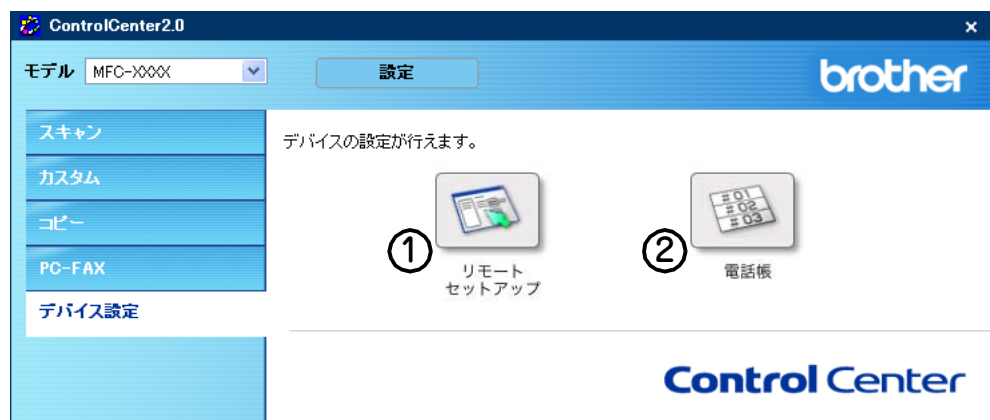 ControlCenter2.0
モデル MFC-XXXX 設定 brother
スキャン
カスタム
コピー
PC-FAX
デバイス設定
デバイスの設定が行えます。
①
リモート
セットアップ
#01
#02
#03
②
電話帳
Control Center